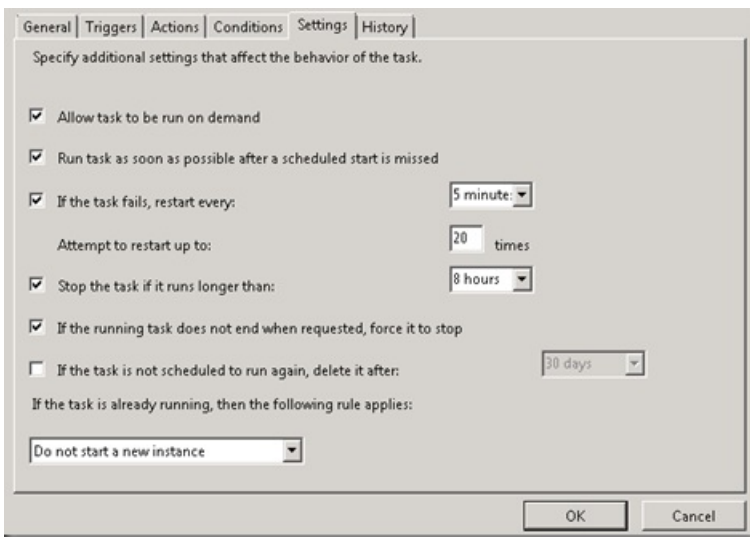 General Triggers Actions Conditions Settings History
Specify additional settings that affect the behavior of the task.
Allow task to be run on demand
Run task as soon as possible after a scheduled start is missed
If the task fails, restart every: 5 minute:
Attempt to restart up to: 20 times
Stop the task if it runs longer than: 8 hours
If the running task does not end when requested, force it to stop
If the task is not scheduled to run again, delete it after: 30 days
If the task is already running, then the following rule applies:
Do not start a new instance
OK Cancel